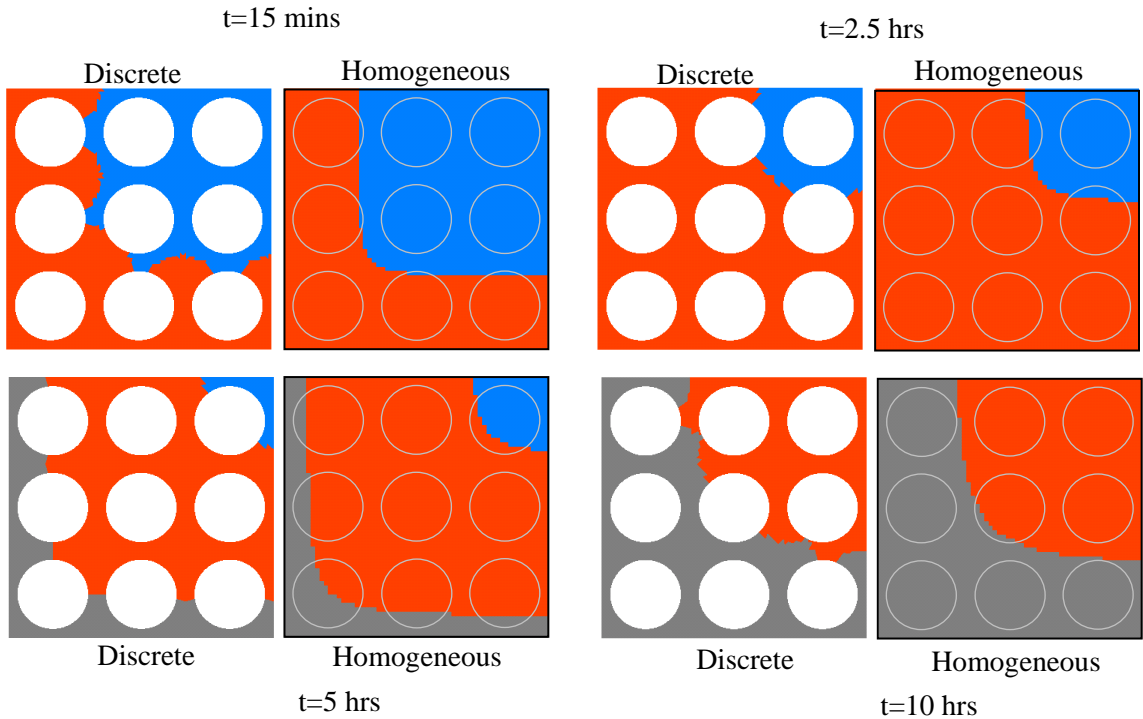 t=15 mins
t=2.5 hrs
Discrete
Homogeneous
Discrete
Homogeneous
Discrete
Homogeneous
Discrete
Homogeneous
t=5 hrs
t=10 hrs